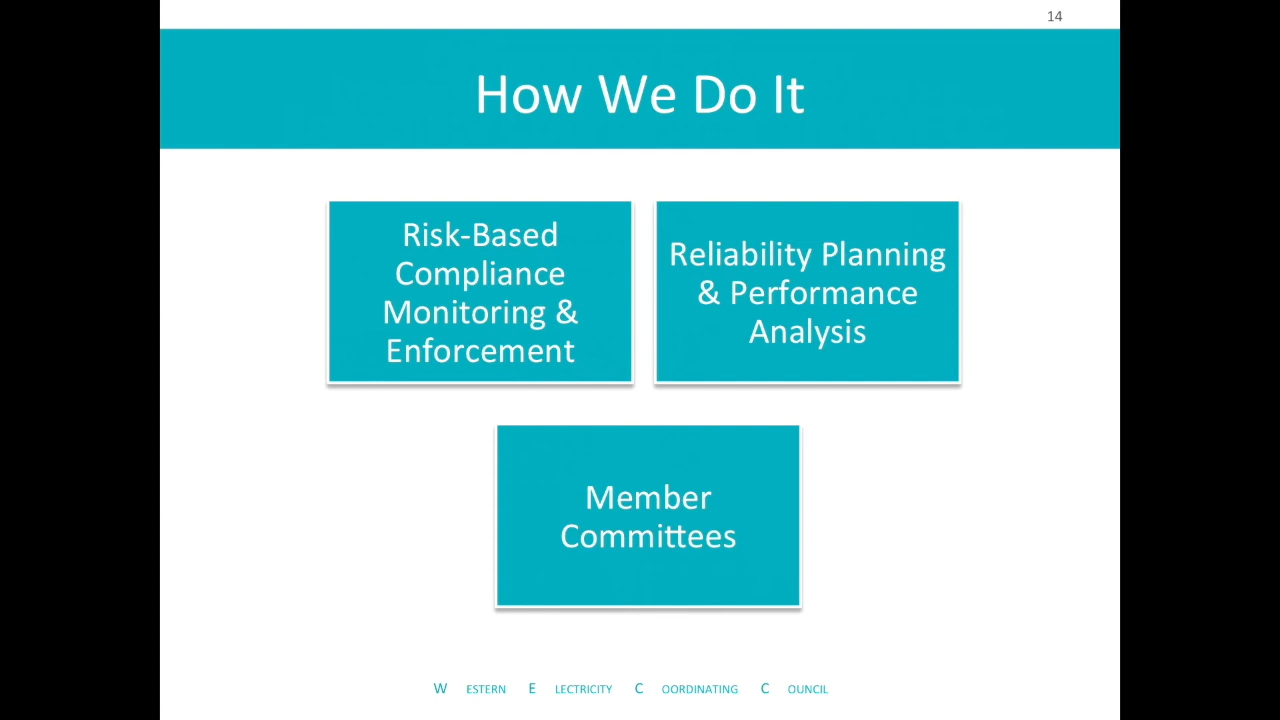 14
How We Do It
Risk-Based
Compliance
Monitoring &
Enforcement
Reliability Planning
& Performance
Analysis
Member
Committees
W ESTERN E LECTRICITY C OORDINATING C OUNCIL